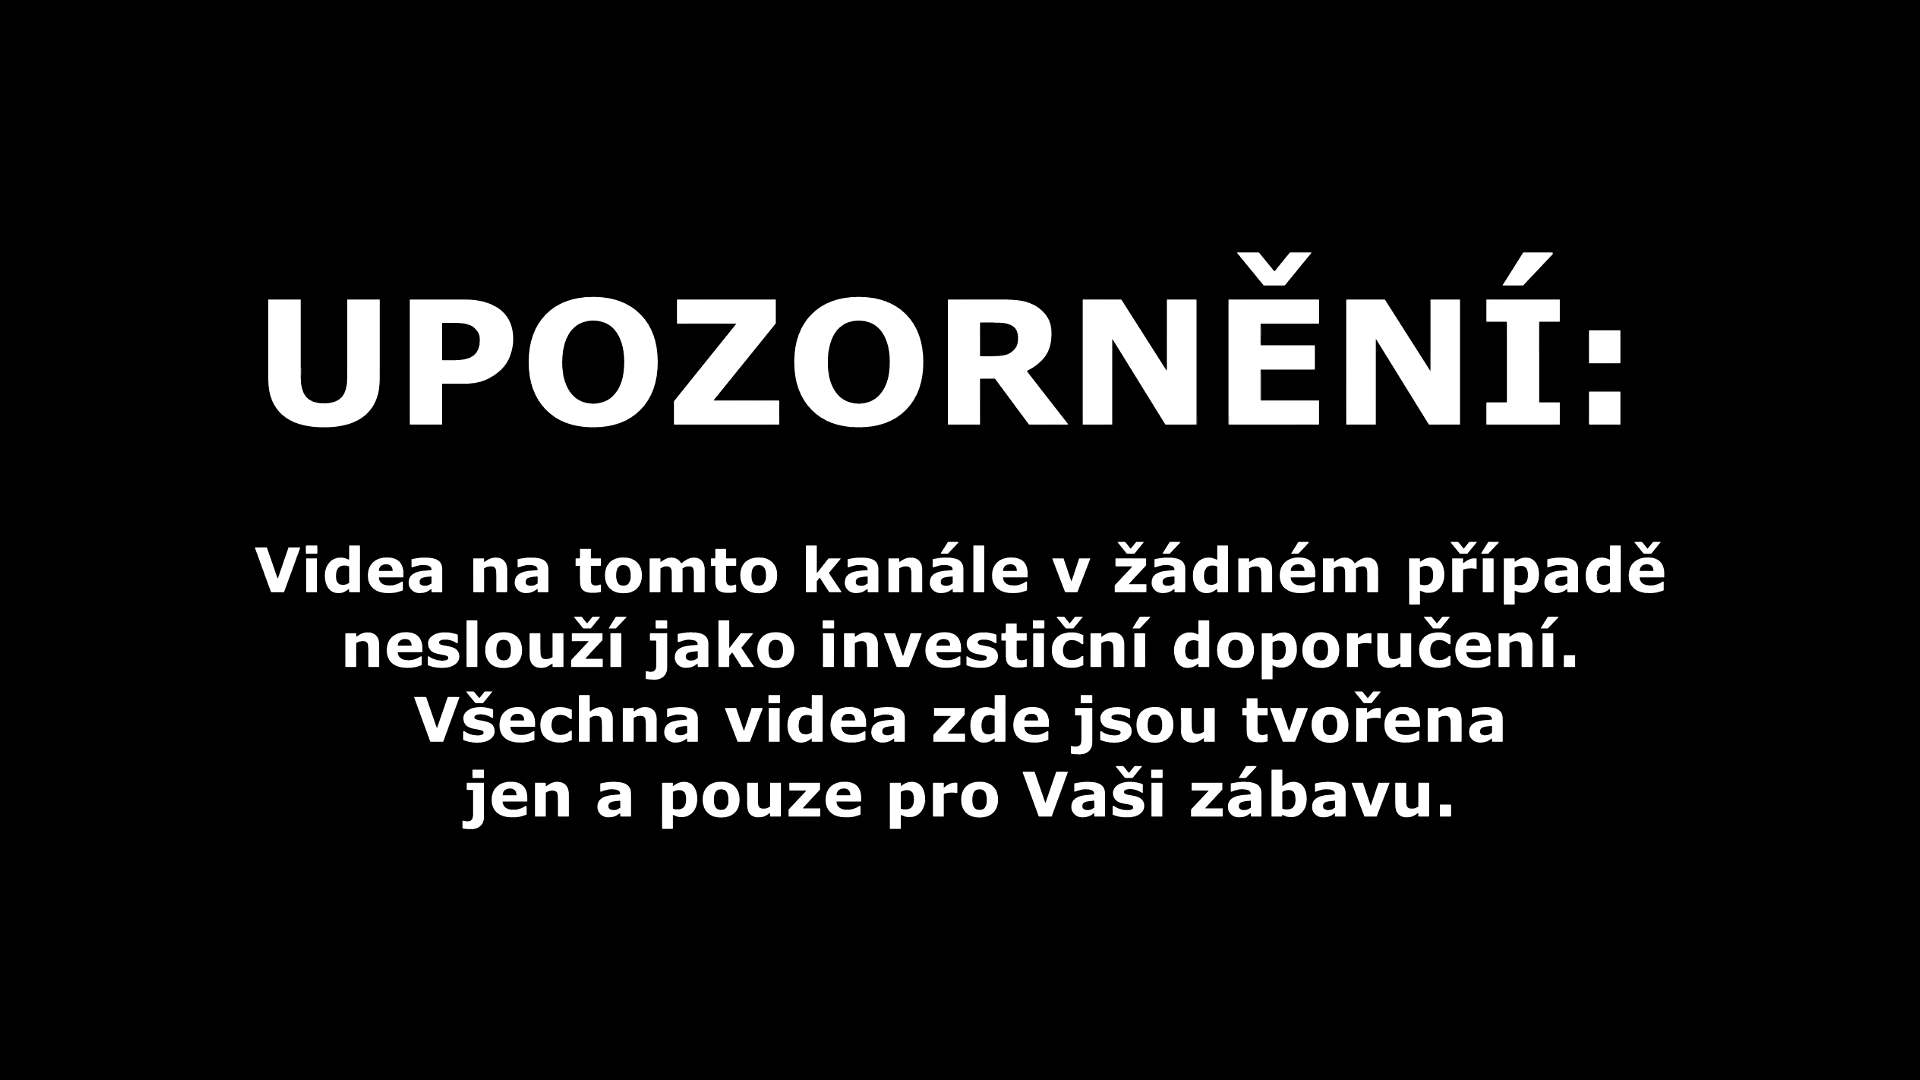 UPOZORNĚNÍ:
Videa na tomto kanále v žádném případě
neslouží jako investiční doporučení.
Všechna videa zde jsou tvořena
jen a pouze pro Vaši zábavu.